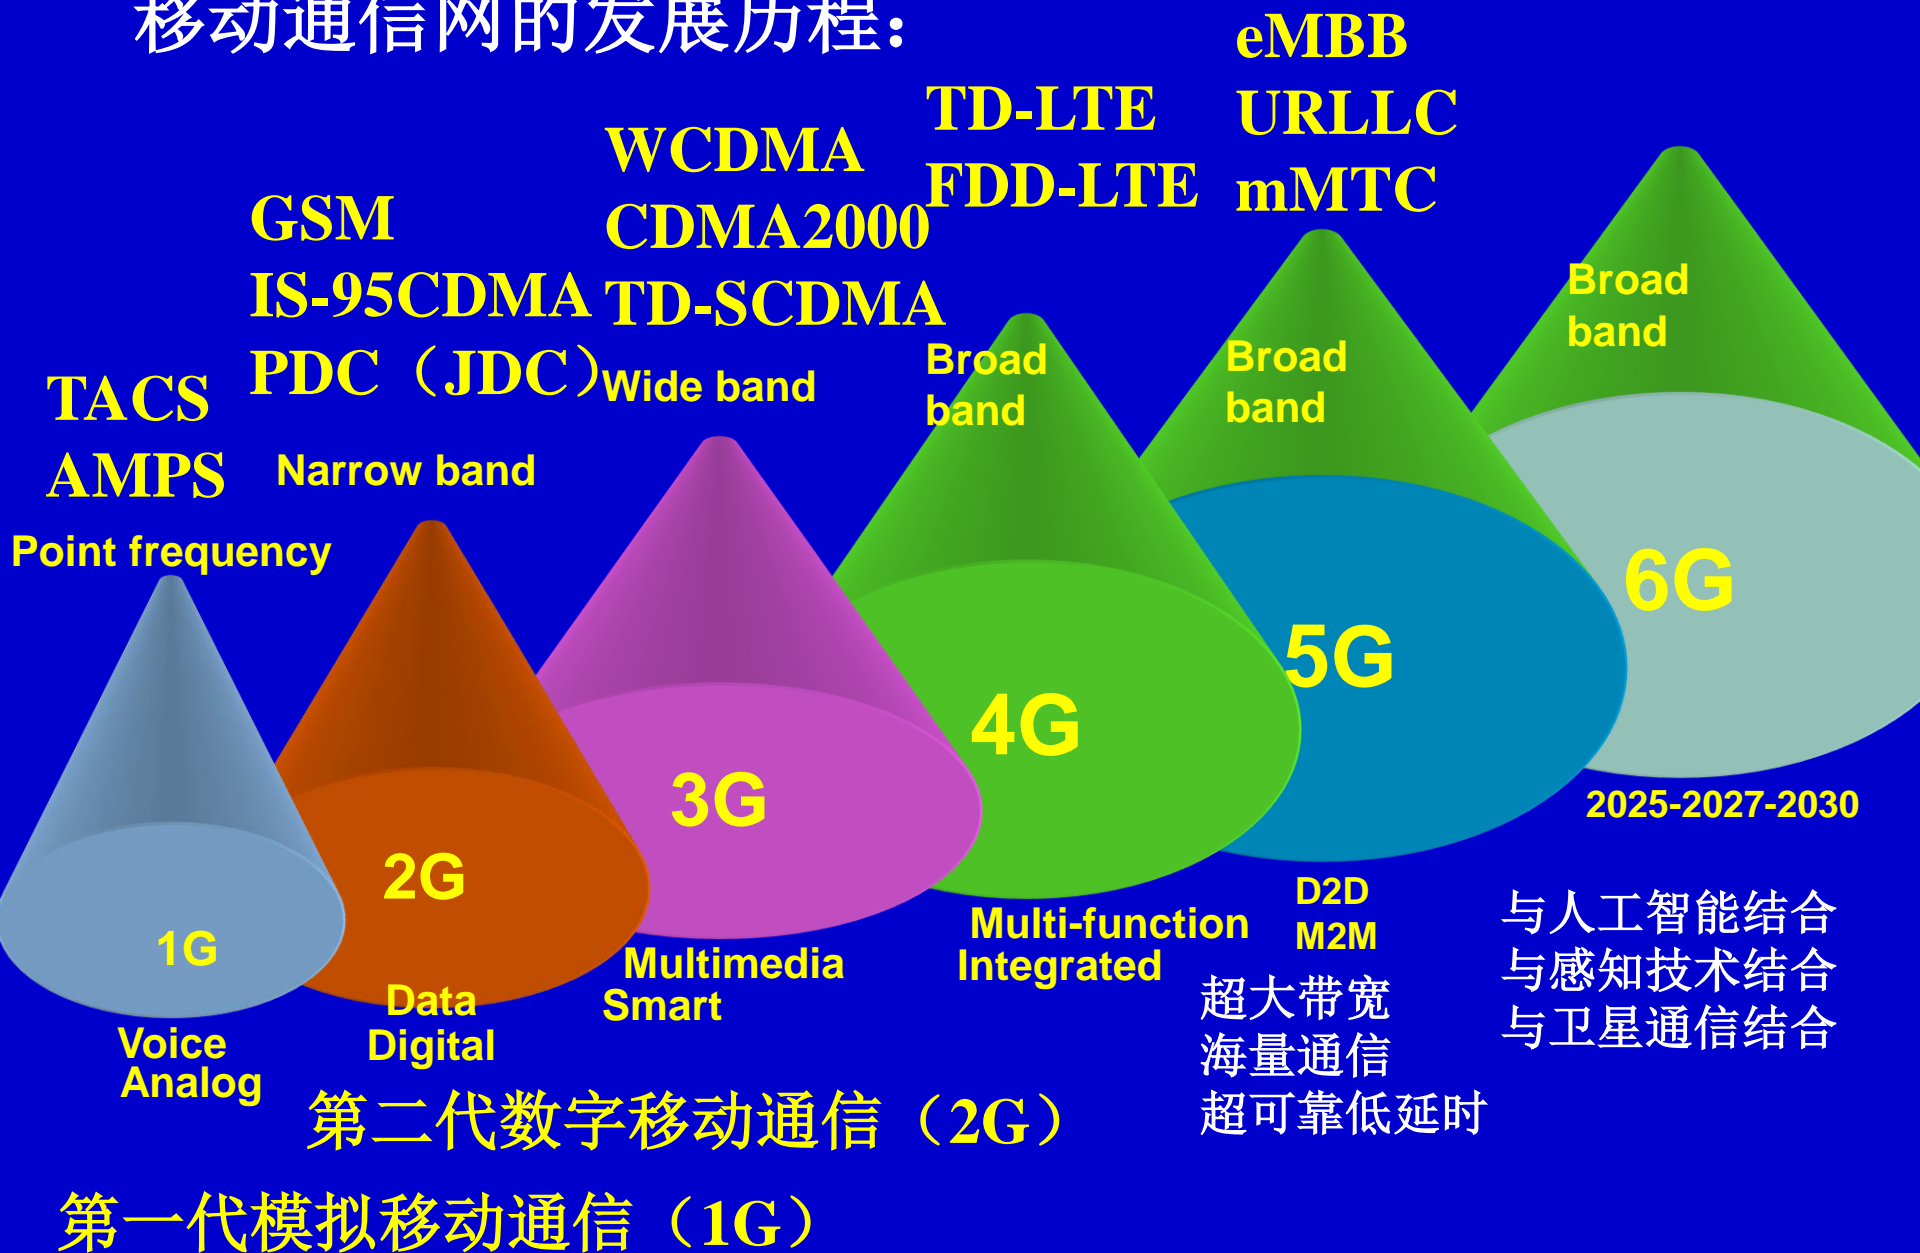 移动通信网的发展历程：
TACS
AMPS
Point frequency
1G
Voice
Analog
GSM
IS-95CDMA
PDC（JDC）
Narrow band
2G
Data
Digital
WCDMA
CDMA2000
TD-SCDMA
Wide band
3G
Multimedia
Smart
TD-LTE
FDD-LTE
Broad
band
4G
Multi-function
Integrated
eMBB
URLLC
mMTC
Broad
band
5G
D2D
M2M
超大带宽
海量通信
超可靠低延时
Broad
band
6G
2025-2027-2030
与人工智能结合
与感知技术结合
与卫星通信结合
第二代数字移动通信（2G）
第一代模拟移动通信（1G）